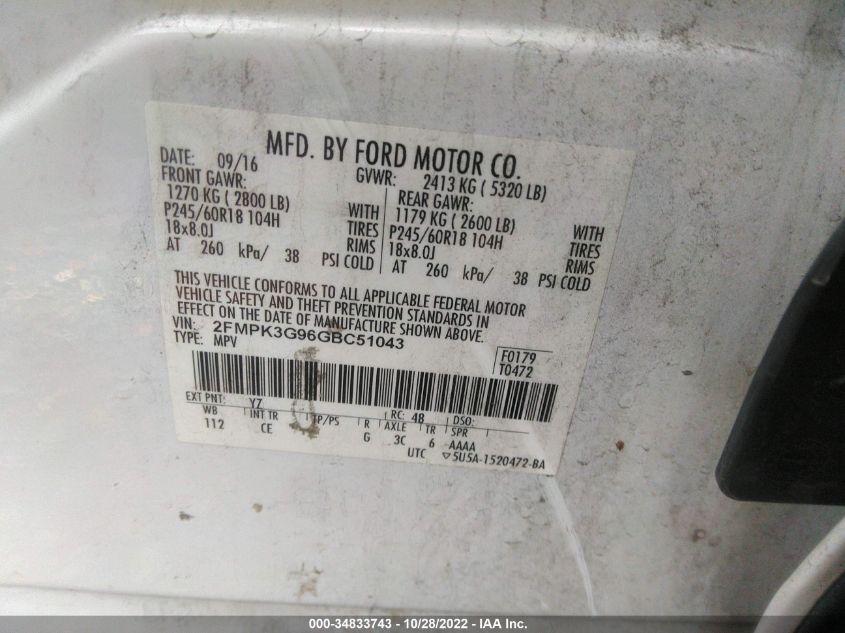 MFD. BY FORD MOTOR CO.
DATE: 09/16 GVWR: 2413 KG ( 5320 LB)
FRONT GAWR: REAR GAWR:
1270 KG ( 2800 LB) WITH 1179 KG ( 2600 LB) WITH
P245/60R18 104H TIRES P245/60R18 104H TIRES
18x8.0J RIMS 18x8.0J RIMS
AT 260 kPa/ 38 PSI COLD AT 260 kPa/ 38 PSI COLD
THIS VEHICLE CONFORMS TO ALL APPLICABLE FEDERAL MOTOR
VEHICLE SAFETY AND THEFT PREVENTION STANDARDS IN
EFFECT ON THE DATE OF MANUFACTURE SHOWN ABOVE.
VIN: 2FMPK3G96GBC51043
TYPE: MPV
F0179
T0472
EXT PNT: YZ RC: 48 DSO:
WB INT TR TP/PS R AXLE TR SPR
112 CE G 3C 6 AAAA
UTC ▽5U5A-1520472-BA
000-34833743 - 10/28/2022 - IAA Inc.